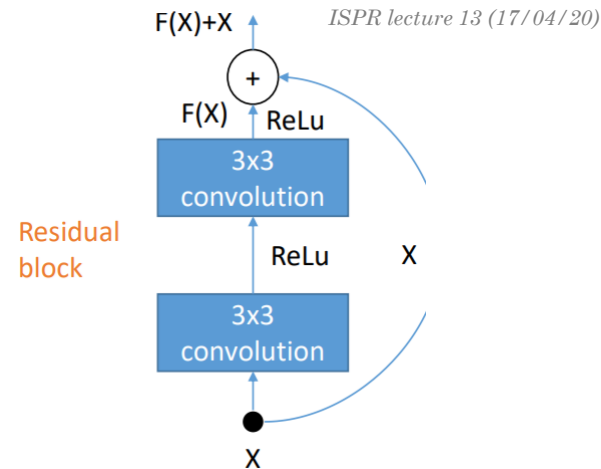 ISPR lecture 13 (17/04/20)
F(X)+X
+
F(X)
ReLu
3x3
convolution
Residual
block
ReLu
X
3x3
convolution
X